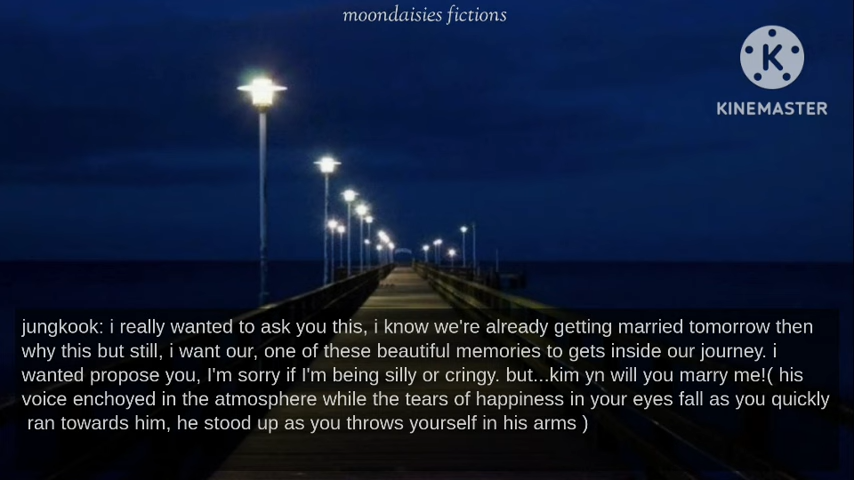 moondaisies fictions
K
KINEMASTER
jungkook: i really wanted to ask you this, i know we're already getting married tomorrow then
why this but still, i want our, one of these beautiful memories to gets inside our journey. i
wanted propose you, I'm sorry if I'm being silly or cringy. but...kim yn will you marry me!( his
voice enchoyed in the atmosphere while the tears of happiness in your eyes fall as you quickly
ran towards him, he stood up as you throws yourself in his arms )